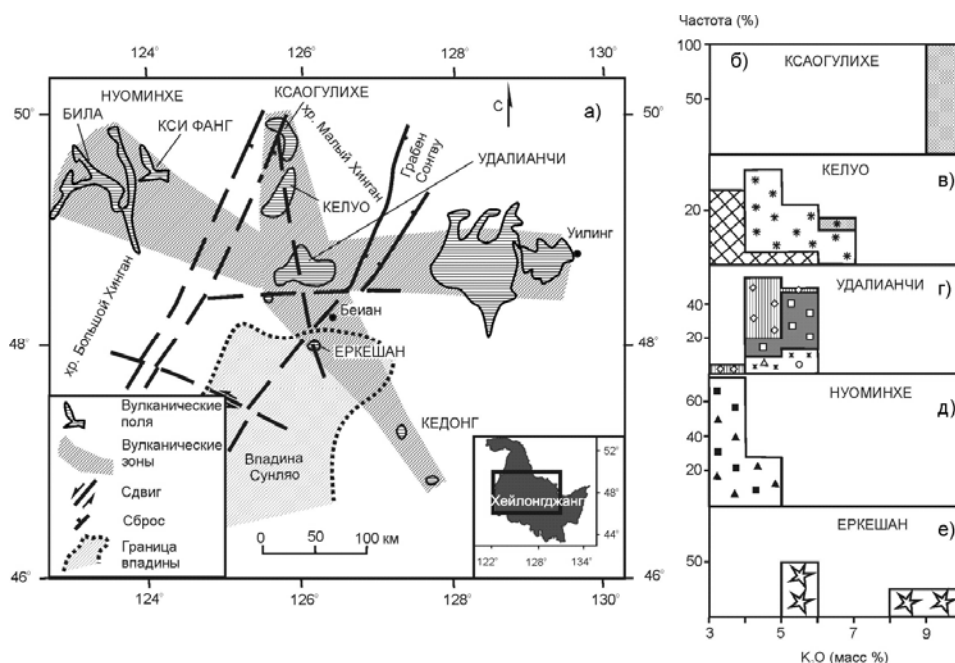 124°
126°
128°
130°
50°
48°
46°
НУОМИНХЕ
БИЛА
КСИ ФАНГ
КСАОГУЛИХЕ
хр. Малый Хинган
КЕЛУО
Грабен
Сонгву
С
а)
УДАЛИАНЧИ
Уилинг
хр. Большой Хинган
Беиан
ЕРКЕШАН
КЕДОНГ
Впадина
Сунляо
Вулканические
поля
Вулканические
зоны
Сдвиг
Сброс
Граница
впадины
0 50 100 км
Хейлонгджанг
52°
48°
44°
122° 128° 134°
50°
48°
46°
124°
126°
128°
130°
Частота (%)
100
50
б)
КСАОГУЛИХЕ
КЕЛУО
в)
20
УДАЛИАНЧИ
г)
40
20
НУОМИНХЕ
д)
60
40
20
ЕРКЕШАН
е)
50
3 5 7 9
K.O (масс %)